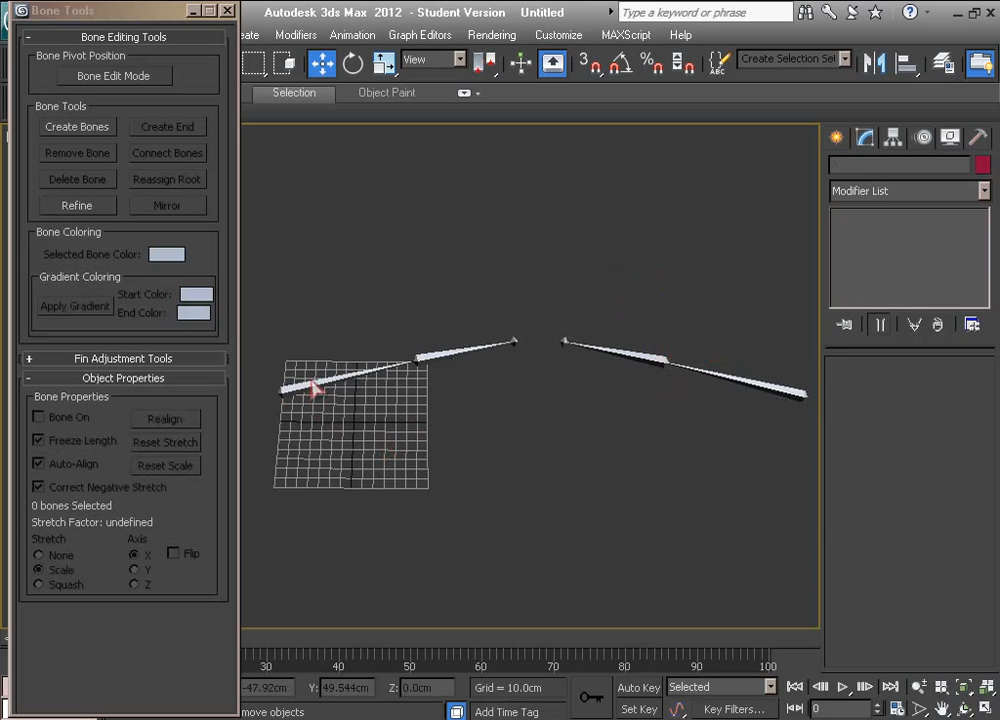 Bone Tools
Autodesk 3ds Max 2012 - Student Version Untitled
Type a keyword or phrase
eate Modifiers Animation Graph Editors Rendering Customize MAXScript Help
View
3
Create Selection Sel
Selection Object Paint
- Bone Editing Tools
Bone Pivot Position
Bone Edit Mode
Bone Tools
Create Bones Create End
Remove Bone Connect Bones
Delete Bone Reassign Root
Refine Mirror
Bone Coloring
Selected Bone Color:
Gradient Coloring
Apply Gradient Start Color:
End Color:
+ Fin Adjustment Tools
- Object Properties
Bone Properties
Bone On Realign
Freeze Length Reset Stretch
Auto-Align Reset Scale
Correct Negative Stretch
0 bones Selected
Stretch Factor: undefined
Stretch Axis
None X Flip
Scale Y
Squash Z
Modifier List
30 40 50 60 70 80 90 100
-47.92cm Y: 49.544cm Z: 0.0cm Grid = 10.0cm Auto Key Selected
move objects Add Time Tag Set Key Key Filters... 0